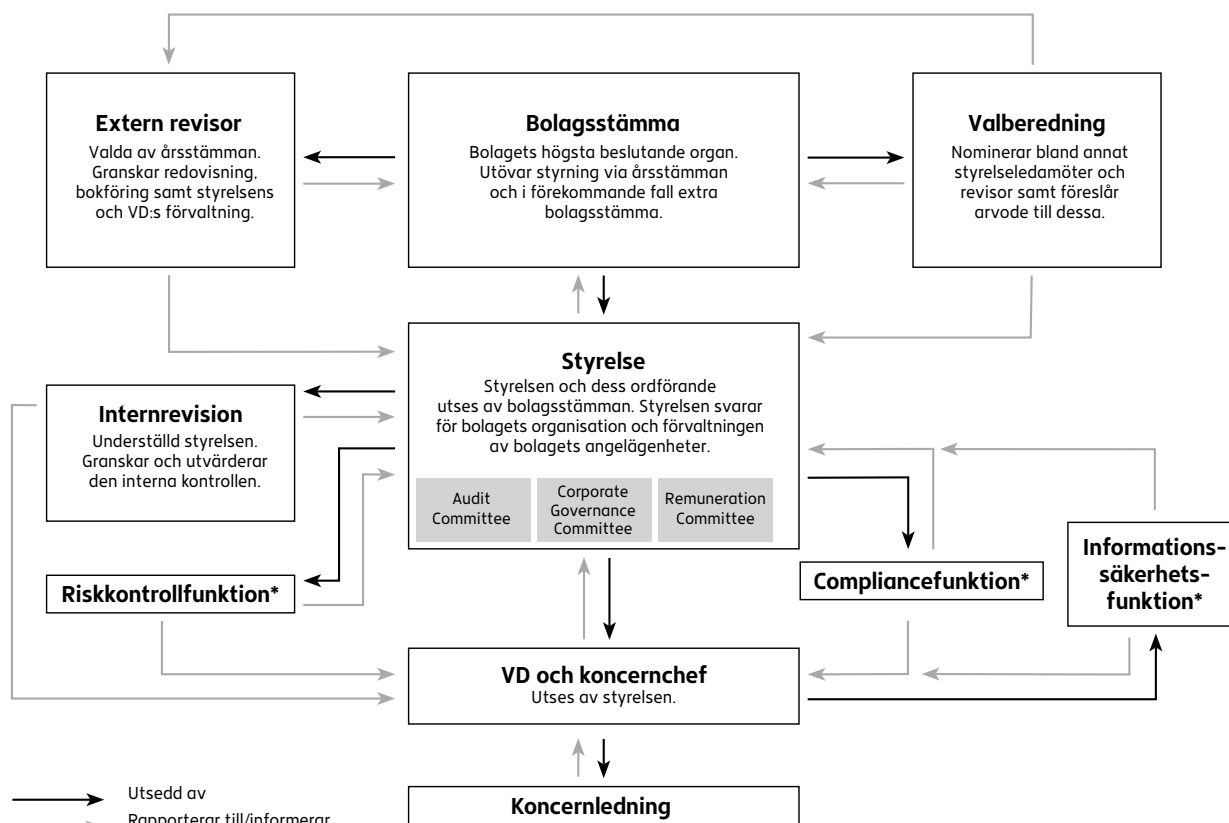 Extern revisor
Valda av årsstämman.
Granskar redovisning,
bokföring samt styrelsens
och VD:s förvaltning.
Bolagsstämma
Bolagets högsta beslutande organ.
Utövar styrning via årsstämman
och i förekommande fall extra
bolagsstämma.
Valberedning
Nominerar bland annat
styrelseledamöter och
revisor samt föreslår
arvode till dessa.
Styrelse
Styrelsen och dess ordförande
utses av bolagsstämman. Styrelsen svarar
för bolagets organisation och förvaltningen
av bolagets angelägenheter.
Audit
Committee
Corporate
Governance
Committee
Remuneration
Committee
Internrevision
Underställd styrelsen.
Granskar och utvärderar
den interna kontrollen.
Riskkontrollfunktion*
Compliancefunktion*
Informations-
säkerhets-
funktion*
VD och koncernchef
Utses av styrelsen.
Koncernledning
Utsedd av
Rapporterar till/informerar